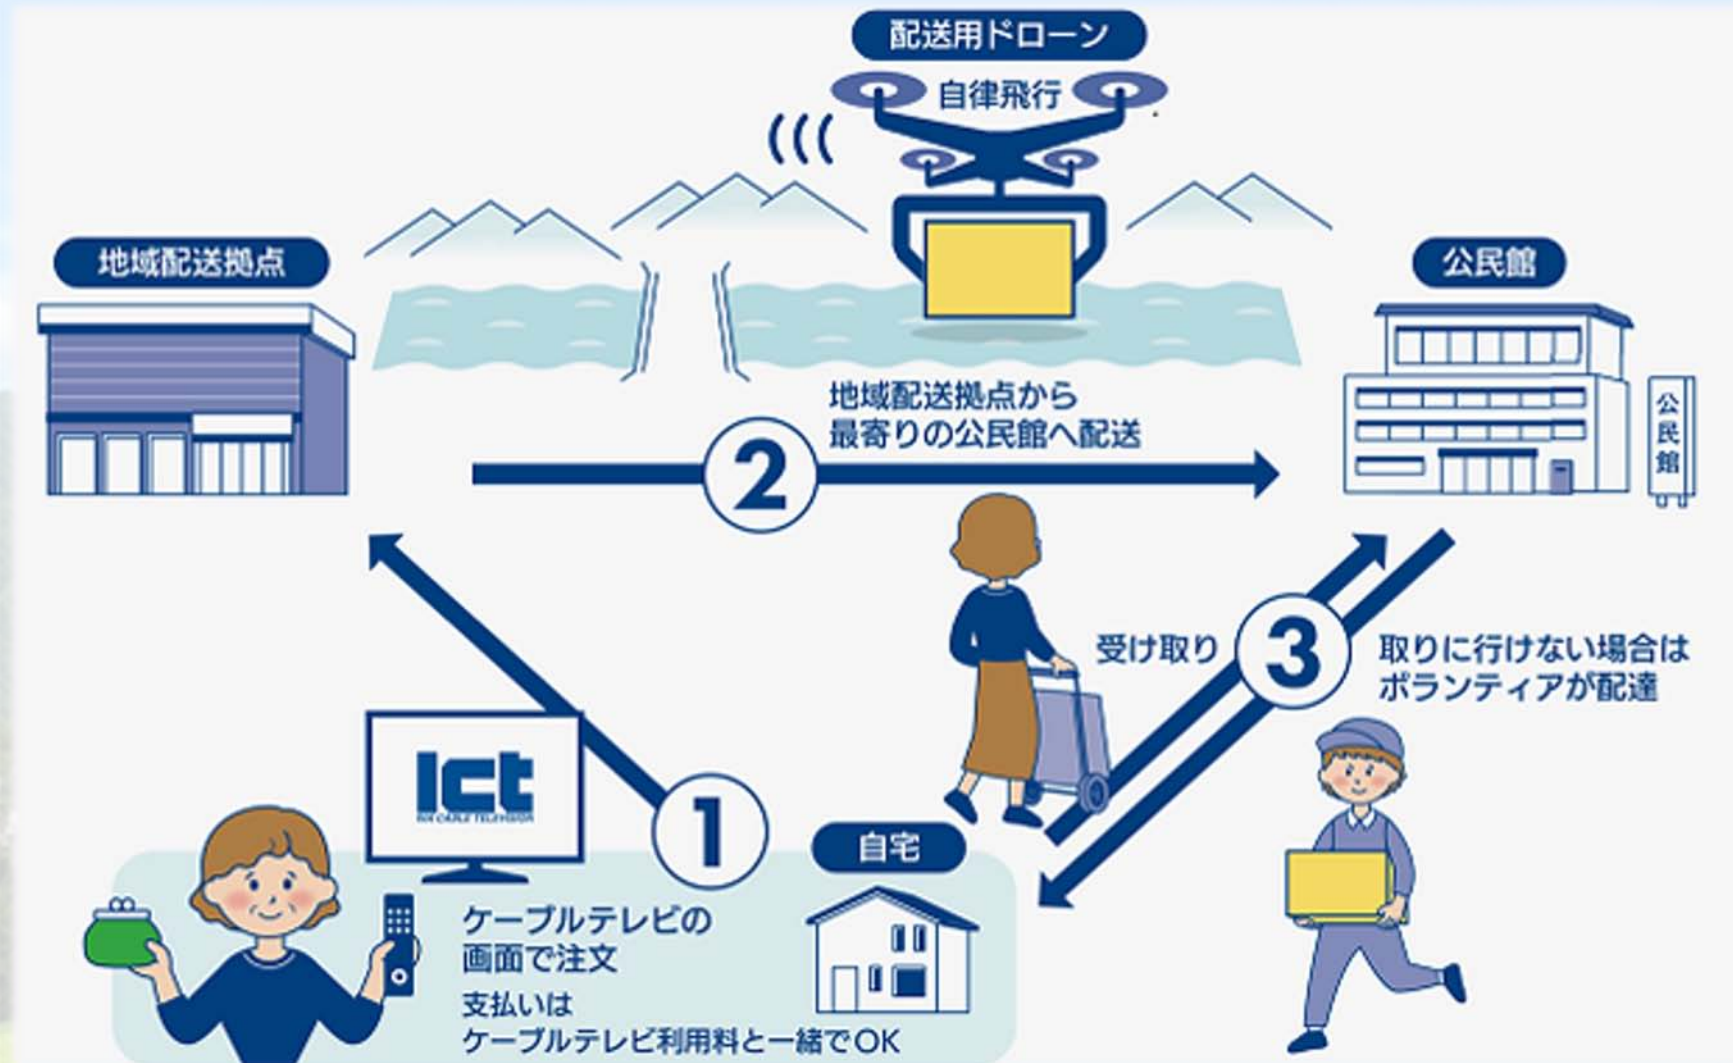 配送用ドローン
自律飛行
地域配送拠点
公民館
公民館
地域配送拠点から
最寄りの公民館へ配送
2
受け取り
3
取りに行けない場合は
ボランティアが配達
ict
CABLE TELEVISION
1
自宅
ケーブルテレビの
画面で注文
支払いは
ケーブルテレビ利用料と一緒でOK